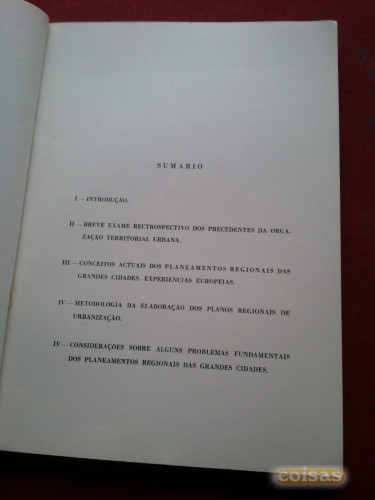 SUMÁRIO
I — INTRODUÇÃO.
II — BREVE EXAME RECTROSPECTIVO DOS PRECEDENTES DA ORGA-
ZAÇÃO TERRITORIAL URBANA.
III — CONCEITOS ACTUAIS DOS PLANEAMENTOS REGIONAIS DAS
GRANDES CIDADES. EXPERIENCIAS EUROPEIAS.
IV — METODOLOGIA DA ELABORAÇÃO DOS PLANOS REGIONAIS DE
URBANIZAÇÃO.
IV — CONSIDERAÇÕES SOBRE ALGUNS PROBLEMAS FUNDAMENTAIS
DOS PLANEAMENTOS REGIONAIS DAS GRANDES CIDADES.
coisas